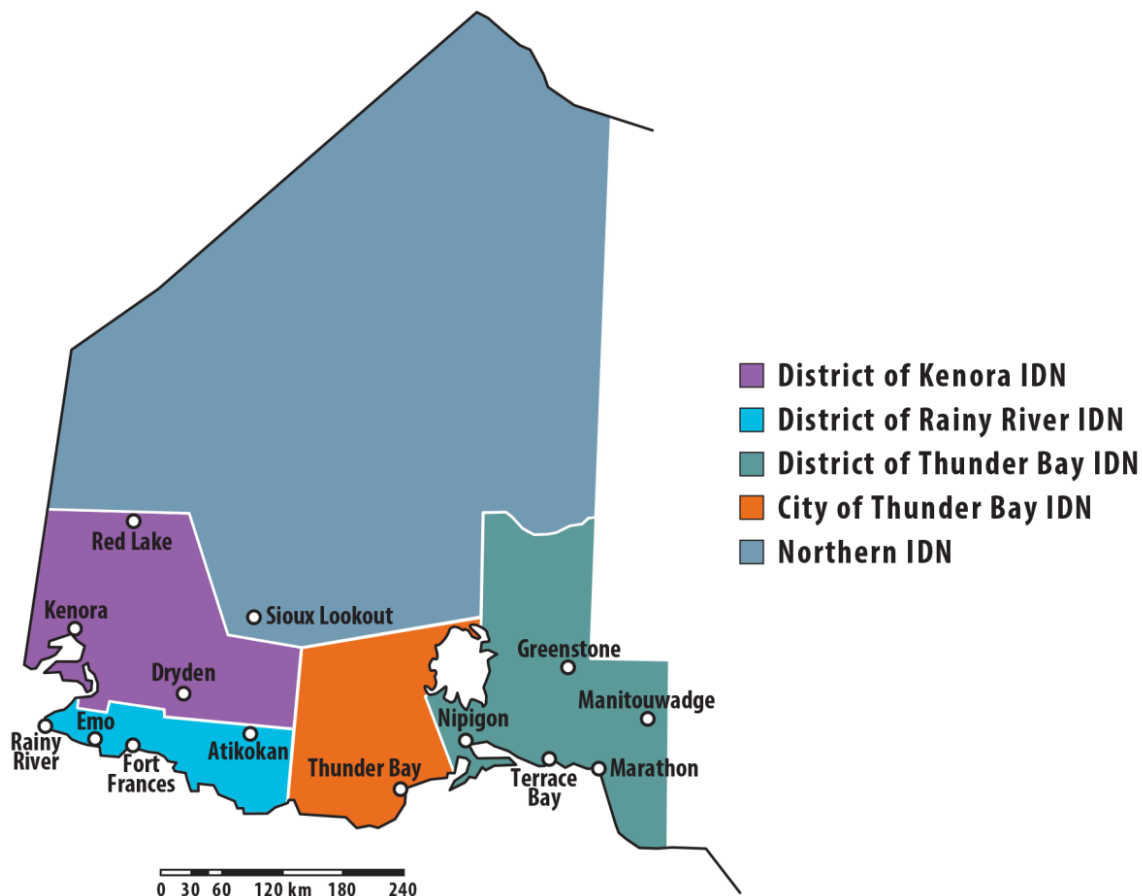 District of Kenora IDN
District of Rainy River IDN
District of Thunder Bay IDN
City of Thunder Bay IDN
Northern IDN
Red Lake
Kenora
Sioux Lookout
Dryden
Greenstone
Manitouwadge
Emo
Nipigon
Rainy
River
Atikokan
Fort
Frances
Thunder Bay
Terrace
Bay
Marathon
0 30 60 120 km 180 240